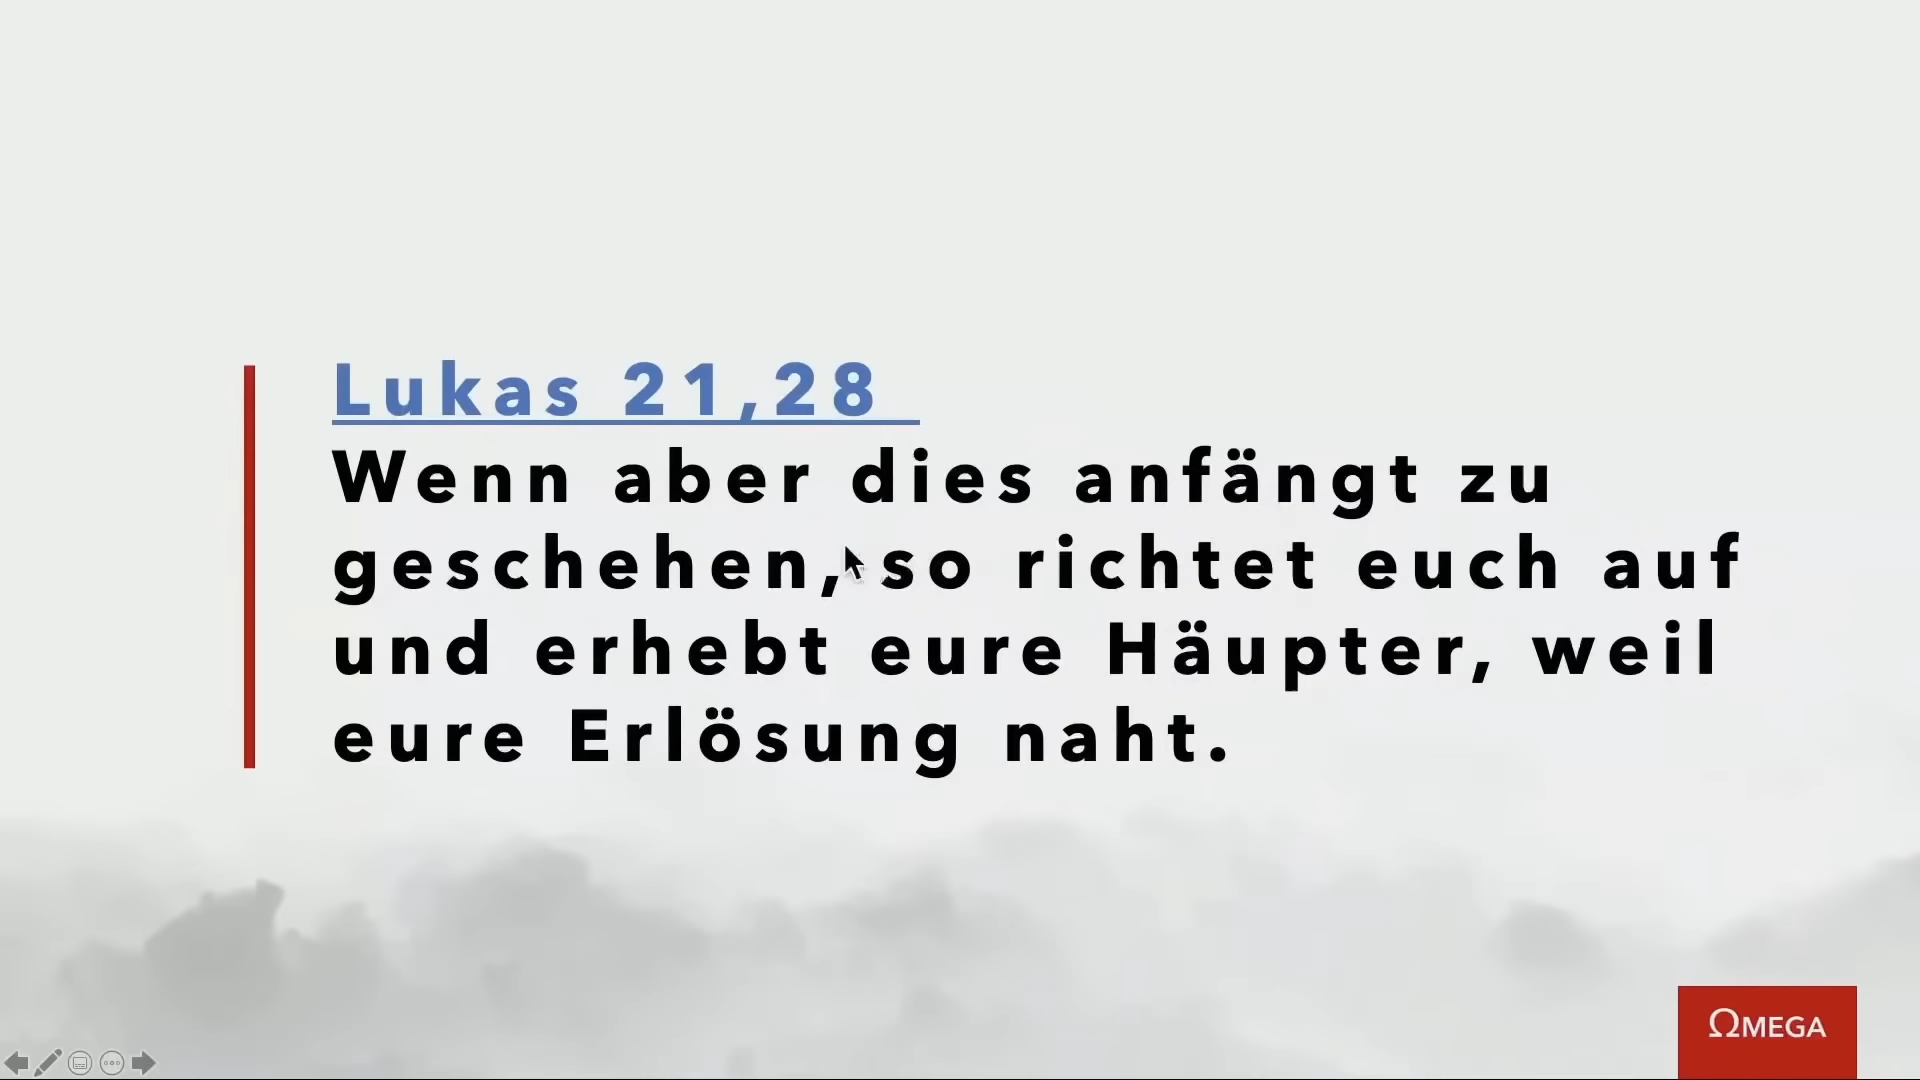 Lukas 21,28
Wenn aber dies anfängt zu
geschehen, so richtet euch auf
und erhebt eure Häupter, weil
eure Erlösung naht.
ΩMEGA